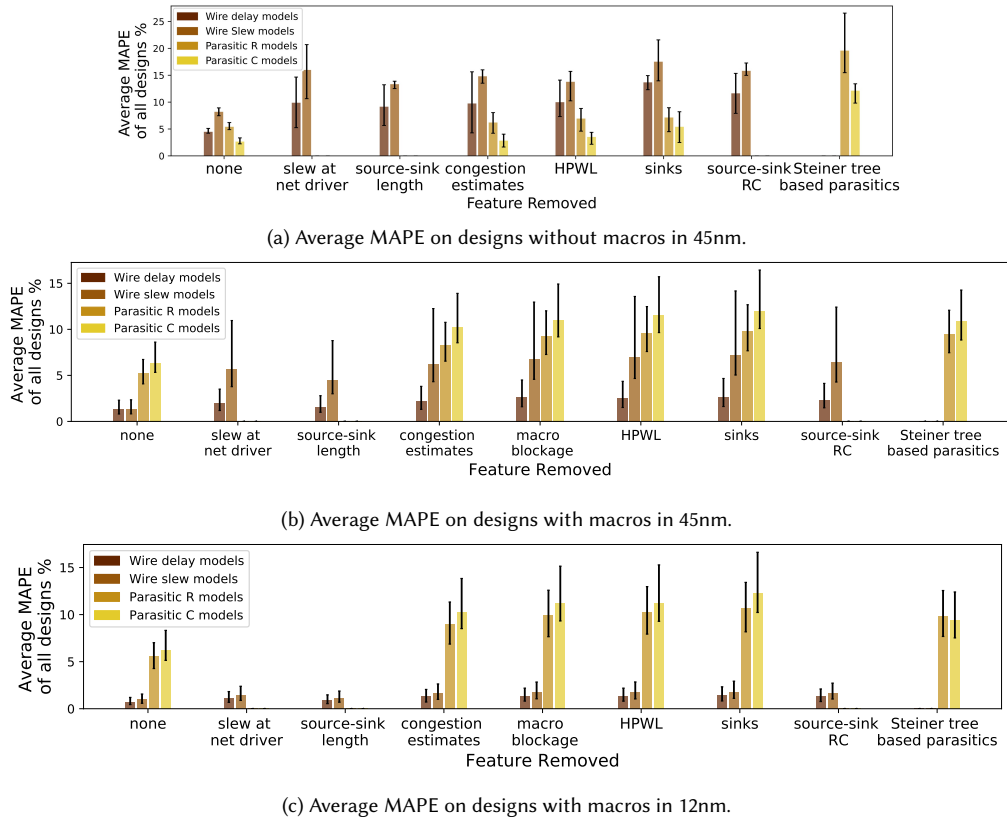 Average MAPE
of all designs %
25
20
15
10
5
0
Wire delay models
Wire Slew models
Parasitic R models
Parasitic C models
none
slew at
net driver
source-sink
length
congestion
estimates
HPWL
sinks
source-sink
RC
Steiner tree
based parasitics
Feature Removed
(a) Average MAPE on designs without macros in 45nm.
Average MAPE
of all designs %
15
10
5
0
Wire delay models
Wire slew models
Parasitic R models
Parasitic C models
none
slew at
net driver
source-sink
length
congestion
estimates
macro
blockage
HPWL
sinks
source-sink
RC
Steiner tree
based parasitics
Feature Removed
(b) Average MAPE on designs with macros in 45nm.
Average MAPE
of all designs %
15
10
5
0
Wire delay models
Wire slew models
Parasitic R models
Parasitic C models
none
slew at
net driver
source-sink
length
congestion
estimates
macro
blockage
HPWL
sinks
source-sink
RC
Steiner tree
based parasitics
Feature Removed
(c) Average MAPE on designs with macros in 12nm.